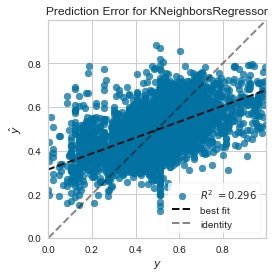 Prediction Error for KNeighborsRegressor
0.8
0.6
0.4
0.2
0.0
ŷ
R² = 0.296
best fit
identity
0.0 0.2 0.4 0.6 0.8
y